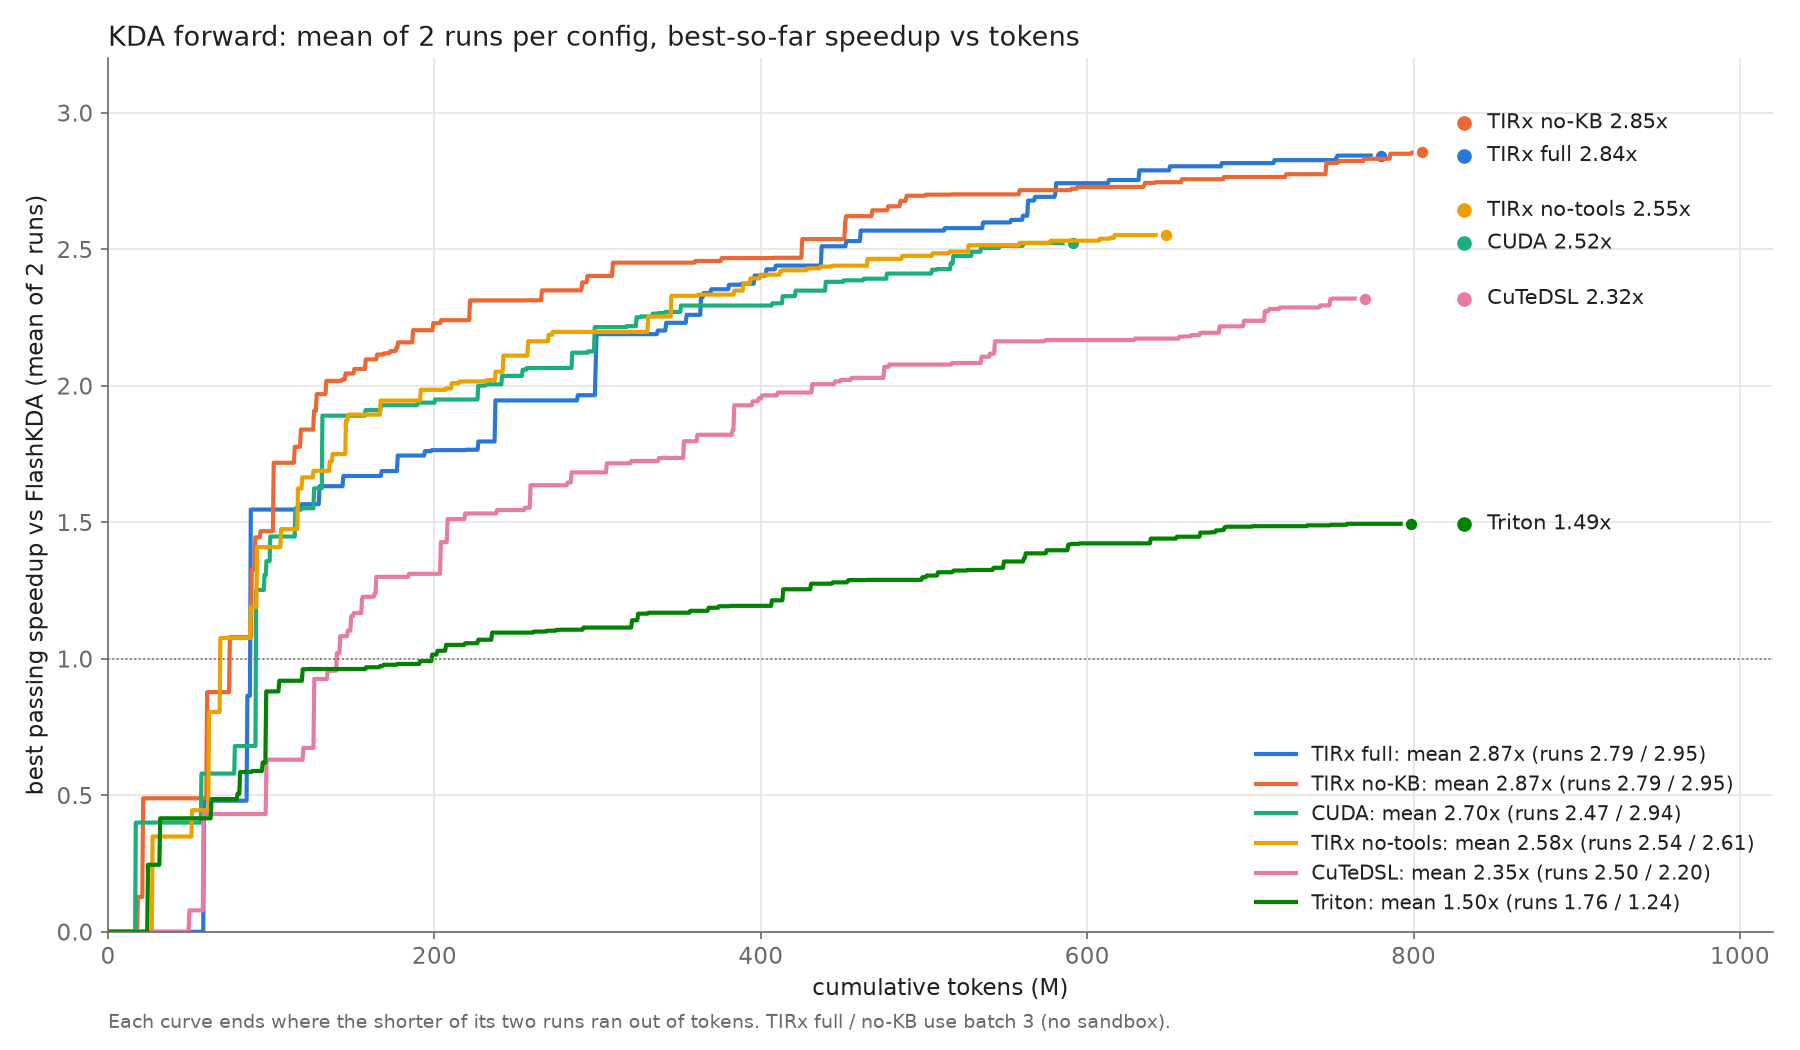 KDA forward: mean of 2 runs per config, best-so-far speedup vs tokens
best passing speedup vs FlashKDA (mean of 2 runs)
3.0
2.5
2.0
1.5
1.0
0.5
0.0
TIRx no-KB 2.85x
TIRx full 2.84x
TIRx no-tools 2.55x
CUDA 2.52x
CuTeDSL 2.32x
Triton 1.49x
TIRx full: mean 2.87x (runs 2.79 / 2.95)
TIRx no-KB: mean 2.87x (runs 2.79 / 2.95)
CUDA: mean 2.70x (runs 2.47 / 2.94)
TIRx no-tools: mean 2.58x (runs 2.54 / 2.61)
CuTeDSL: mean 2.35x (runs 2.50 / 2.20)
Triton: mean 1.50x (runs 1.76 / 1.24)
0 200 400 600 800 1000
cumulative tokens (M)
Each curve ends where the shorter of its two runs ran out of tokens. TIRx full / no-KB use batch 3 (no sandbox).